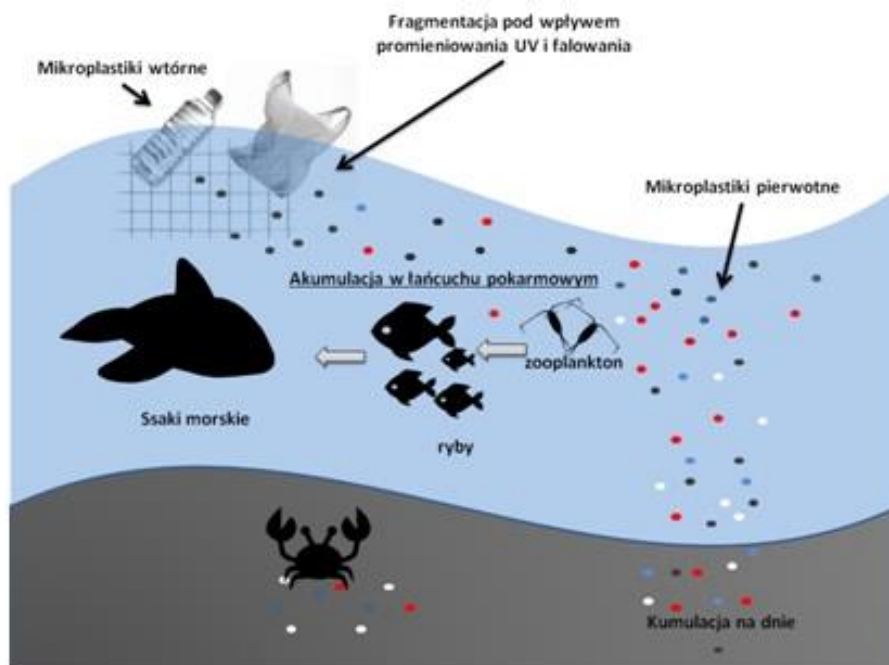 Fragmentacja pod wpływem
promieniowania UV i falowania
Mikroplastiki wtórne
Mikroplastiki pierwotne
Akumulacja w łańcuchu pokarmowym
zooplankton
Ssaki morskie
ryby
Kumulacja na dnie